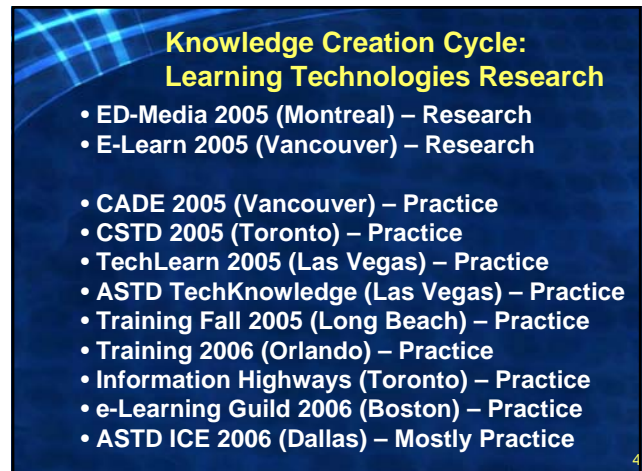 Knowledge Creation Cycle:
Learning Technologies Research
• ED-Media 2005 (Montreal) – Research
• E-Learn 2005 (Vancouver) – Research
• CADE 2005 (Vancouver) – Practice
• CSTD 2005 (Toronto) – Practice
• TechLearn 2005 (Las Vegas) – Practice
• ASTD TechKnowledge (Las Vegas) – Practice
• Training Fall 2005 (Long Beach) – Practice
• Training 2006 (Orlando) – Practice
• Information Highways (Toronto) – Practice
• e-Learning Guild 2006 (Boston) – Practice
• ASTD ICE 2006 (Dallas) – Mostly Practice
4